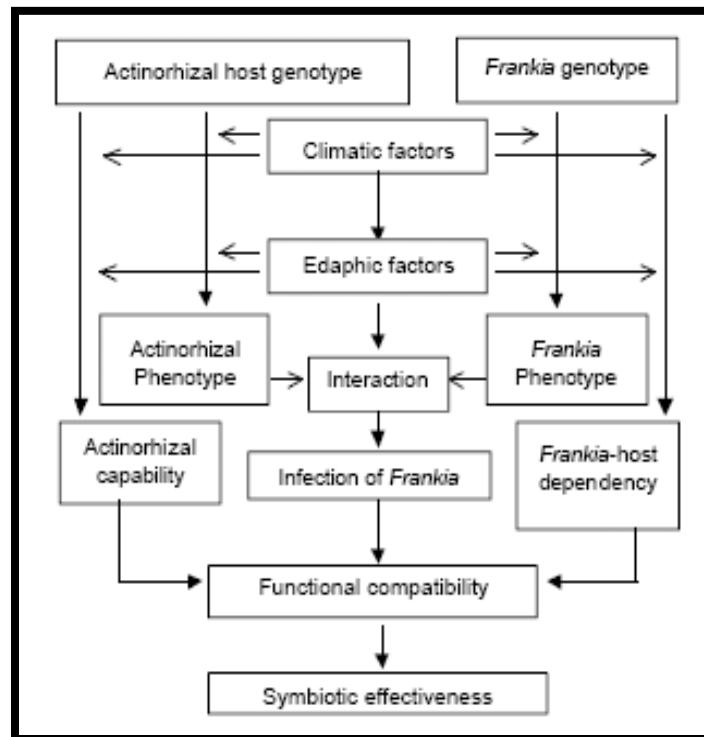 Actinorhizal host genotype
Frankia genotype
Climatic factors
Edaphic factors
Actinorhizal
Phenotype
Interaction
Frankia
Phenotype
Actinorhizal
capability
Infection of Frankia
Frankia-host
dependency
Functional compatibility
Symbiotic effectiveness